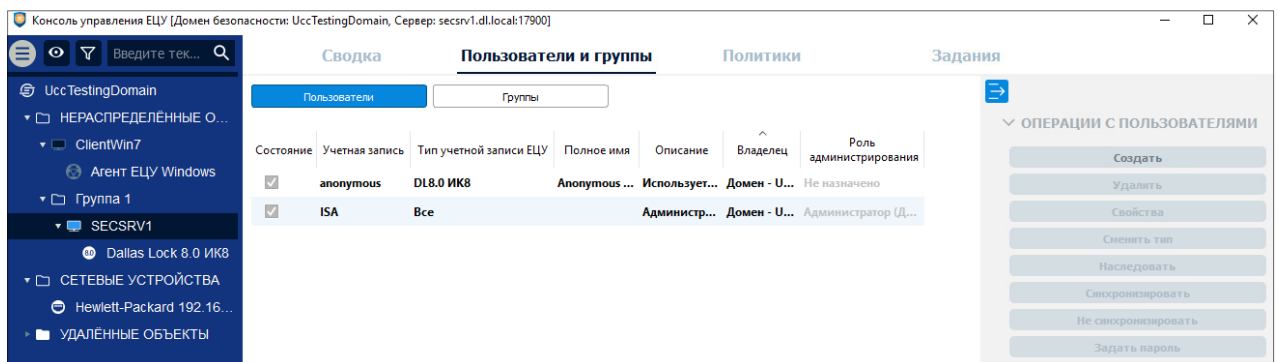 Консоль управления ЕЦУ [Домен безопасности: UccTestingDomain, Сервер: secsrv1.dl.local:17900]
Введите тек...
Сводка
Пользователи и группы
Политики
Задания
UccTestingDomain
НЕРАСПРЕДЕЛЁННЫЕ О...
ClientWin7
Агент ЕЦУ Windows
Группа 1
SECSRV1
8.0 Dallas Lock 8.0 ИК8
СЕТЕВЫЕ УСТРОЙСТВА
Hewlett-Packard 192.16...
УДАЛЁННЫЕ ОБЪЕКТЫ
Пользователи
Группы
Состояние Учетная запись Тип учетной записи ЕЦУ Полное имя Описание Владелец Роль администрирования
anonymous DL8.0 ИК8 Anonymous ... Использует... Домен - U... Не назначено
ISA Все Администр... Домен - U... Администратор (Д...
ОПЕРАЦИИ С ПОЛЬЗОВАТЕЛЯМИ
Создать
Удалить
Свойства
Сменить тип
Наследовать
Синхронизировать
Не синхронизировать
Задать пароль